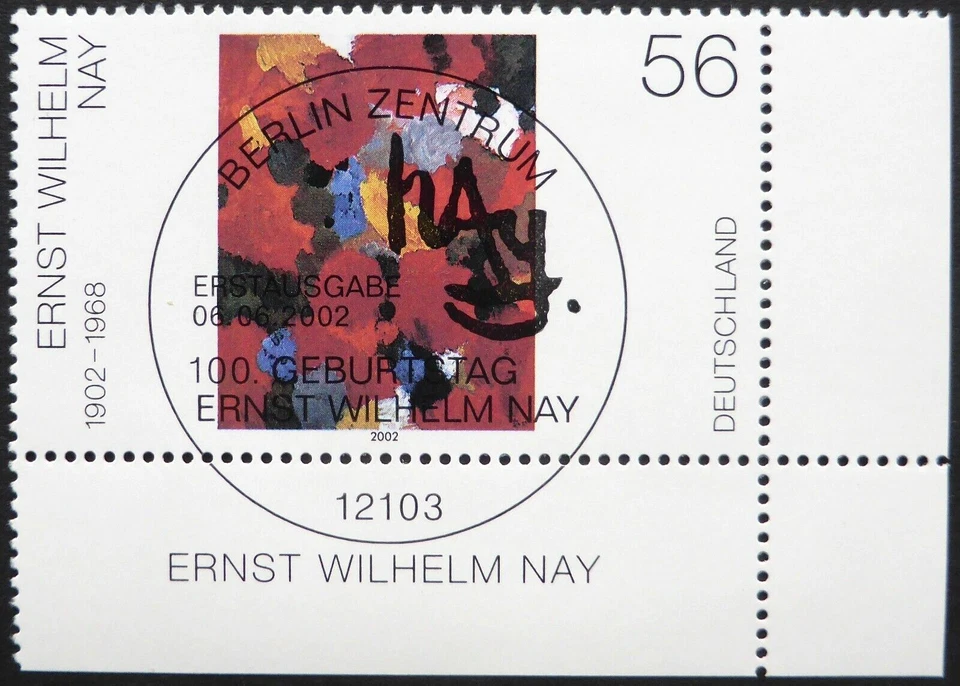 ERNST WILHELM
NAY
1902–1968
56
DEUTSCHLAND
BERLIN ZENTRUM
nay.
ERSTAUSGABE
06.06.2002
100. GEBURTSTAG
ERNST WILHELM NAY
2002
12103
ERNST WILHELM NAY